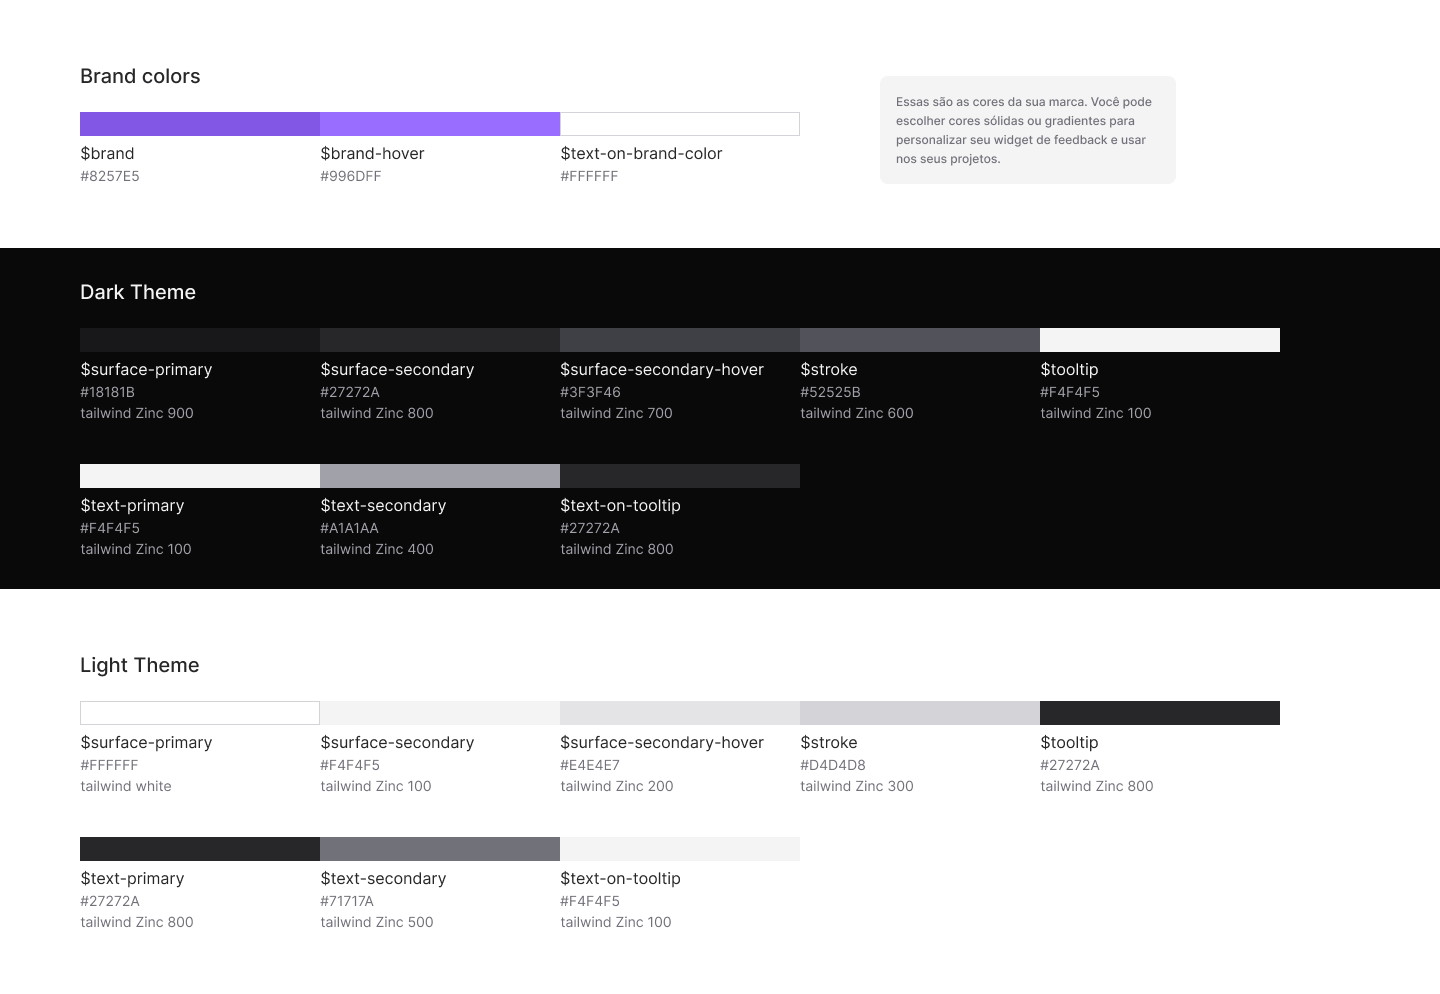 Brand colors
$brand
#8257E5
$brand-hover
#996DFF
$text-on-brand-color
#FFFFFF
Essas são as cores da sua marca. Você pode
escolher cores sólidas ou gradientes para
personalizar seu widget de feedback e usar
nos seus projetos.
Dark Theme
$surface-primary
#18181B
tailwind Zinc 900
$surface-secondary
#27272A
tailwind Zinc 800
$surface-secondary-hover
#3F3F46
tailwind Zinc 700
$stroke
#52525B
tailwind Zinc 600
$tooltip
#F4F4F5
tailwind Zinc 100
$text-primary
#F4F4F5
tailwind Zinc 100
$text-secondary
#A1A1AA
tailwind Zinc 400
$text-on-tooltip
#27272A
tailwind Zinc 800
Light Theme
$surface-primary
#FFFFFF
tailwind white
$surface-secondary
#F4F4F5
tailwind Zinc 100
$surface-secondary-hover
#E4E4E7
tailwind Zinc 200
$stroke
#D4D4D8
tailwind Zinc 300
$tooltip
#27272A
tailwind Zinc 800
$text-primary
#27272A
tailwind Zinc 800
$text-secondary
#71717A
tailwind Zinc 500
$text-on-tooltip
#F4F4F5
tailwind Zinc 100